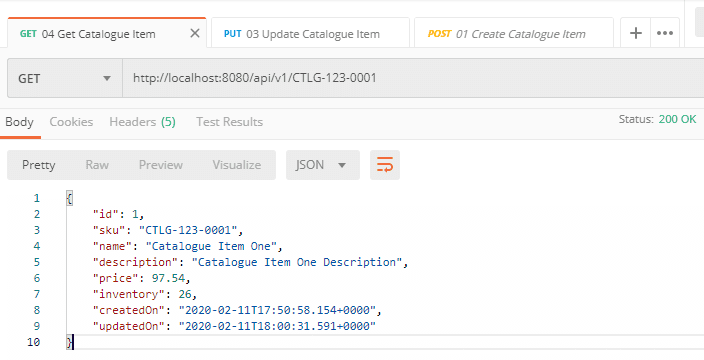 GET 04 Get Catalogue Item PUT 03 Update Catalogue Item POST 01 Create Catalogue Item
GET http://localhost:8080/api/v1/CTLG-123-0001
Body Cookies Headers (5) Test Results Status: 200 OK
Pretty Raw Preview Visualize JSON
1 {
2 "id": 1,
3 "sku": "CTLG-123-0001",
4 "name": "Catalogue Item One",
5 "description": "Catalogue Item One Description",
6 "price": 97.54,
7 "inventory": 26,
8 "createdOn": "2020-02-11T17:50:58.154+0000",
9 "updatedOn": "2020-02-11T18:00:31.591+0000"
10 }